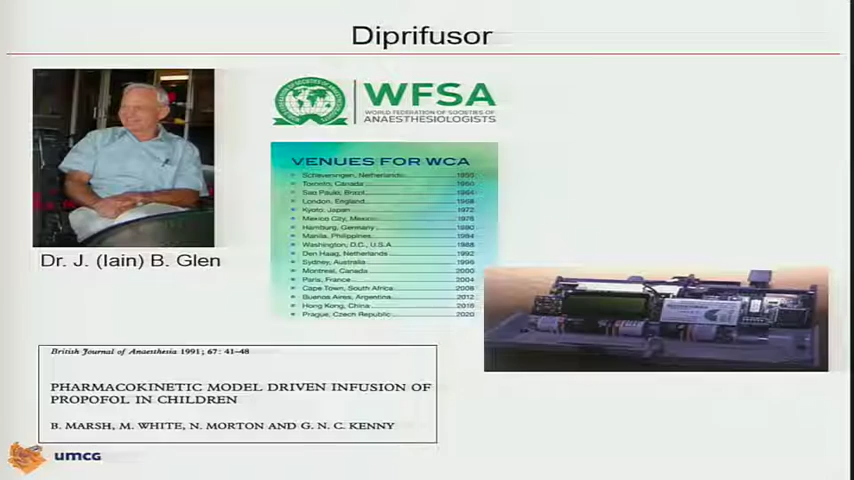 Diprifusor
WFSA
WORLD FEDERATION OF SOCIETIES OF
ANAESTHESIOLOGISTS
VENUES FOR WCA
Scheveningen, Netherlands 1955
Toronto, Canada 1960
Sao Paulo, Brazil 1964
London, England 1968
Kyoto, Japan 1972
Mexico City, Mexico 1976
Hamburg, Germany 1980
Manila, Philippines 1984
Washington, D.C., U.S.A 1988
Den Haag, Netherlands 1992
Sydney, Australia 1996
Montreal, Canada 2000
Paris, France 2004
Cape Town, South Africa 2008
Buenos Aires, Argentina 2012
Hong Kong, China 2016
Prague, Czech Republic 2020
Dr. J. (Iain) B. Glen
British Journal of Anaesthesia 1991; 67: 41-48
PHARMACOKINETIC MODEL DRIVEN INFUSION OF
PROPOFOL IN CHILDREN
B. MARSH, M. WHITE, N. MORTON AND G. N. C. KENNY
umcg